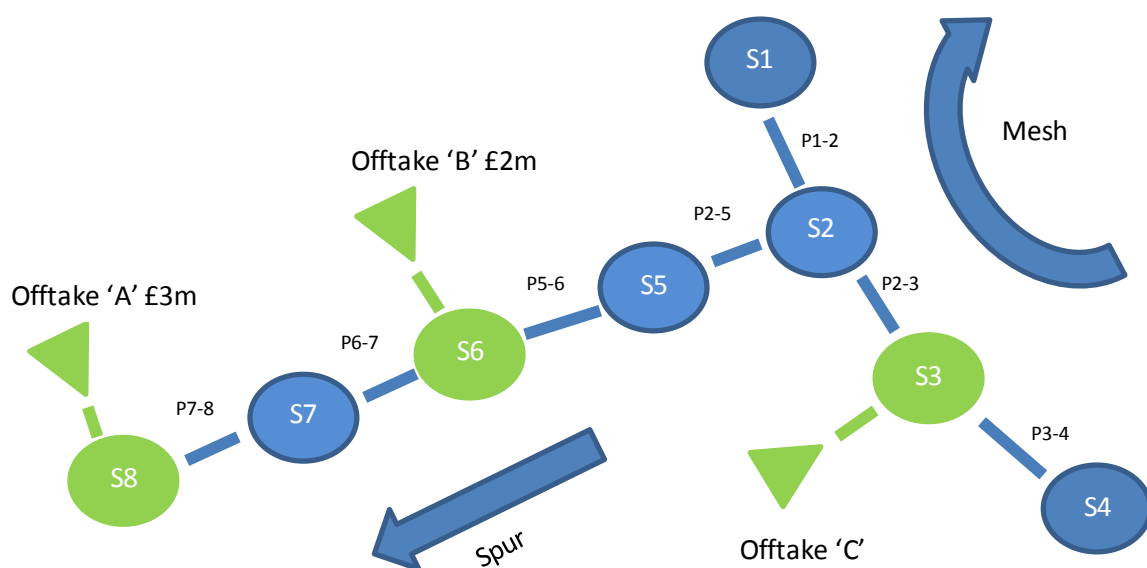 S1
Mesh
P1-2
Offtake ‘B’ £2m
P2-5
S2
Offtake ‘A’ £3m
P5-6
S5
P2-3
P6-7
S6
S3
P7-8
S7
P3-4
S8
S4
Spur
Offtake ‘C’